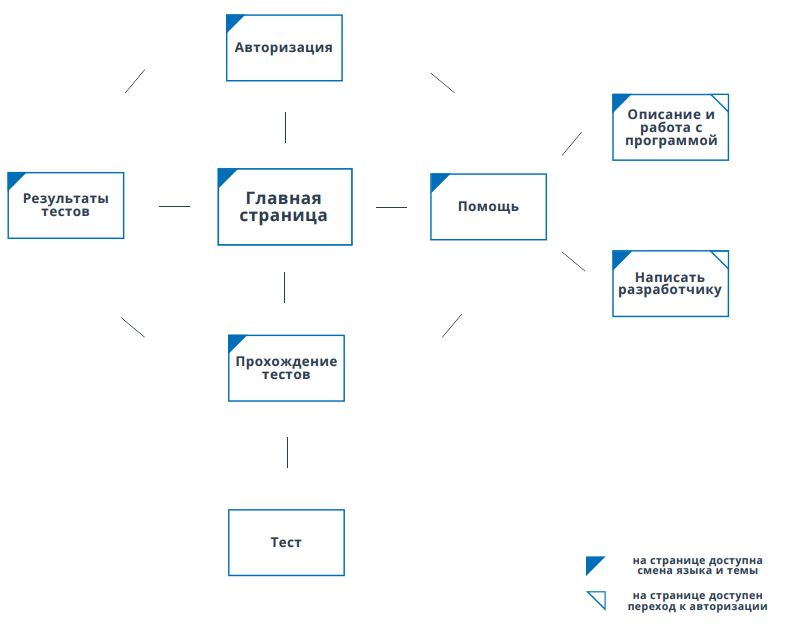 Авторизация
Описание и
работа с
программой
Результаты
тестов
Главная
страница
Помощь
Написать
разработчику
Прохождение
тестов
Тест
на странице доступна
смена языка и темы
на странице доступен
переход к авторизации